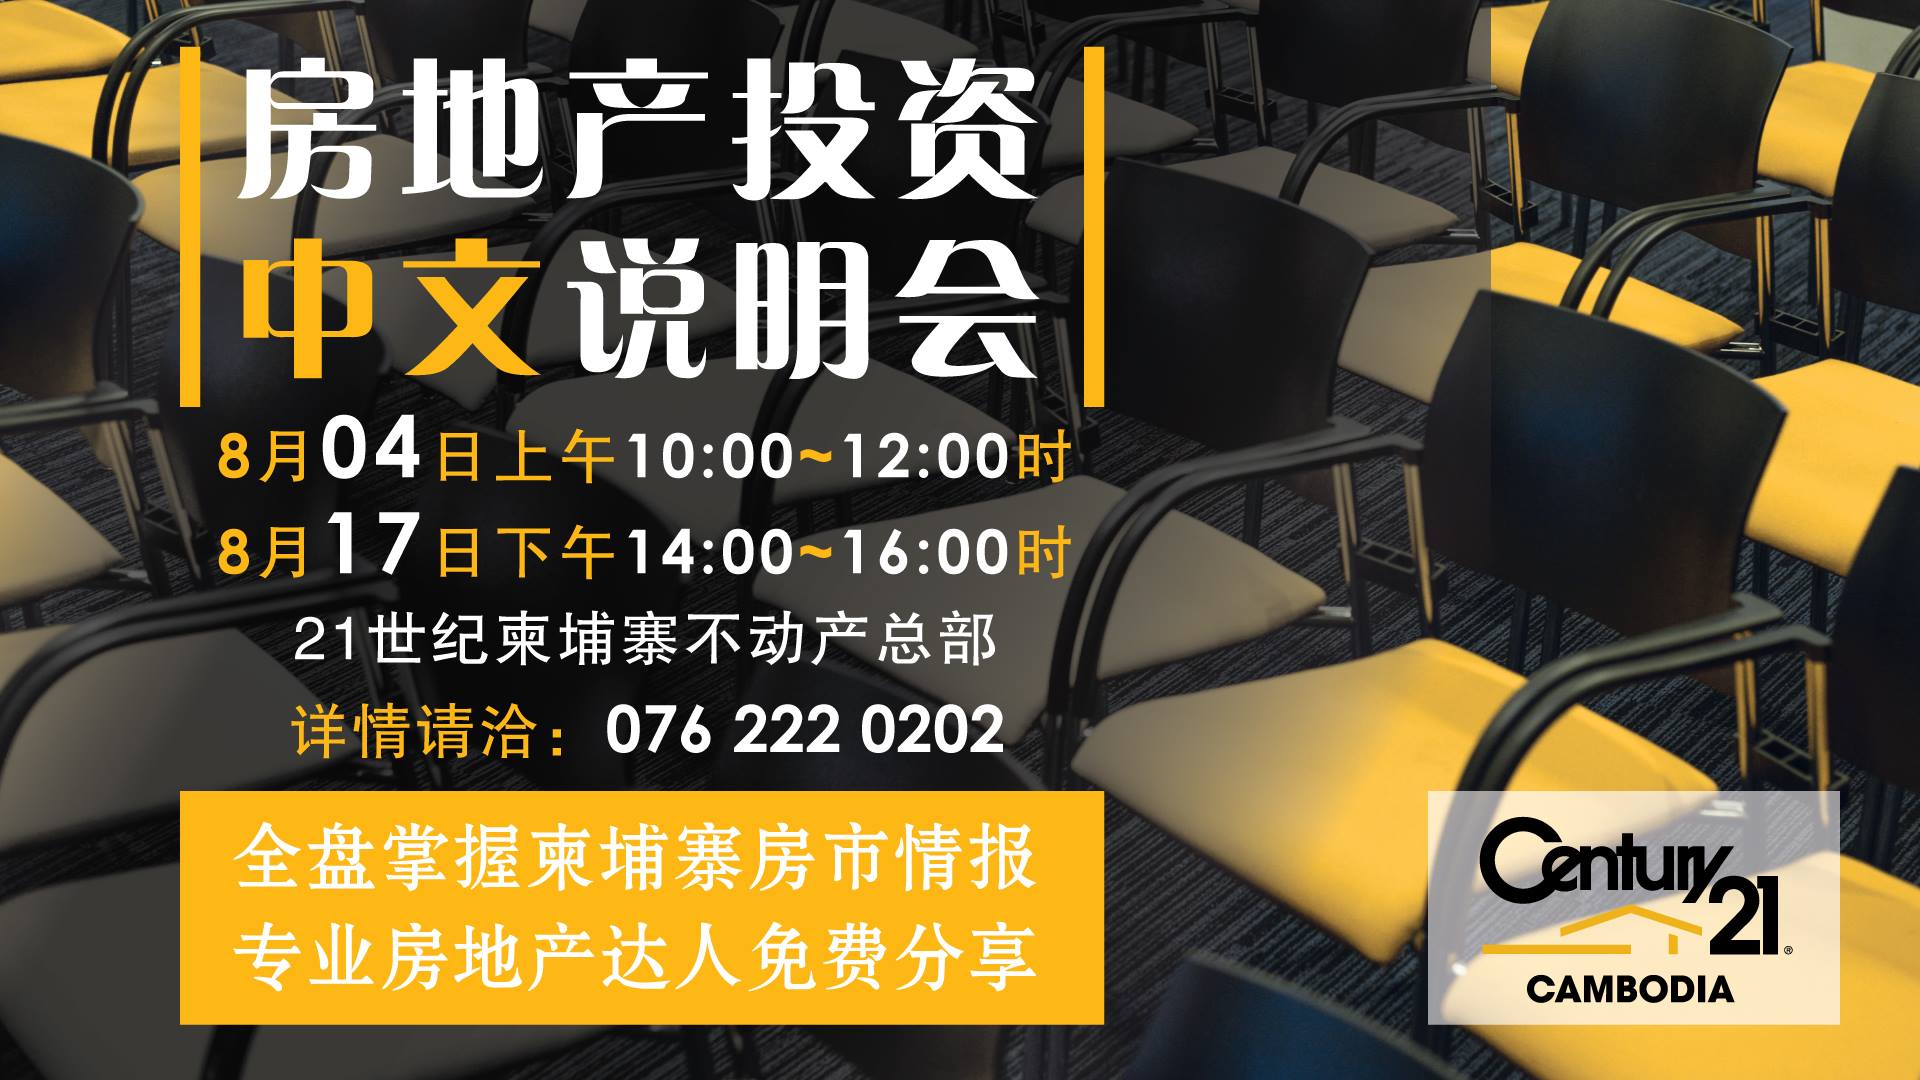 房地产投资
中文说明会
8月04日上午10:00~12:00时
8月17日下午14:00~16:00时
21世纪柬埔寨不动产总部
详情请洽：076 222 0202
全盘掌握柬埔寨房市情报
专业房地产达人免费分享
Century 21®
CAMBODIA